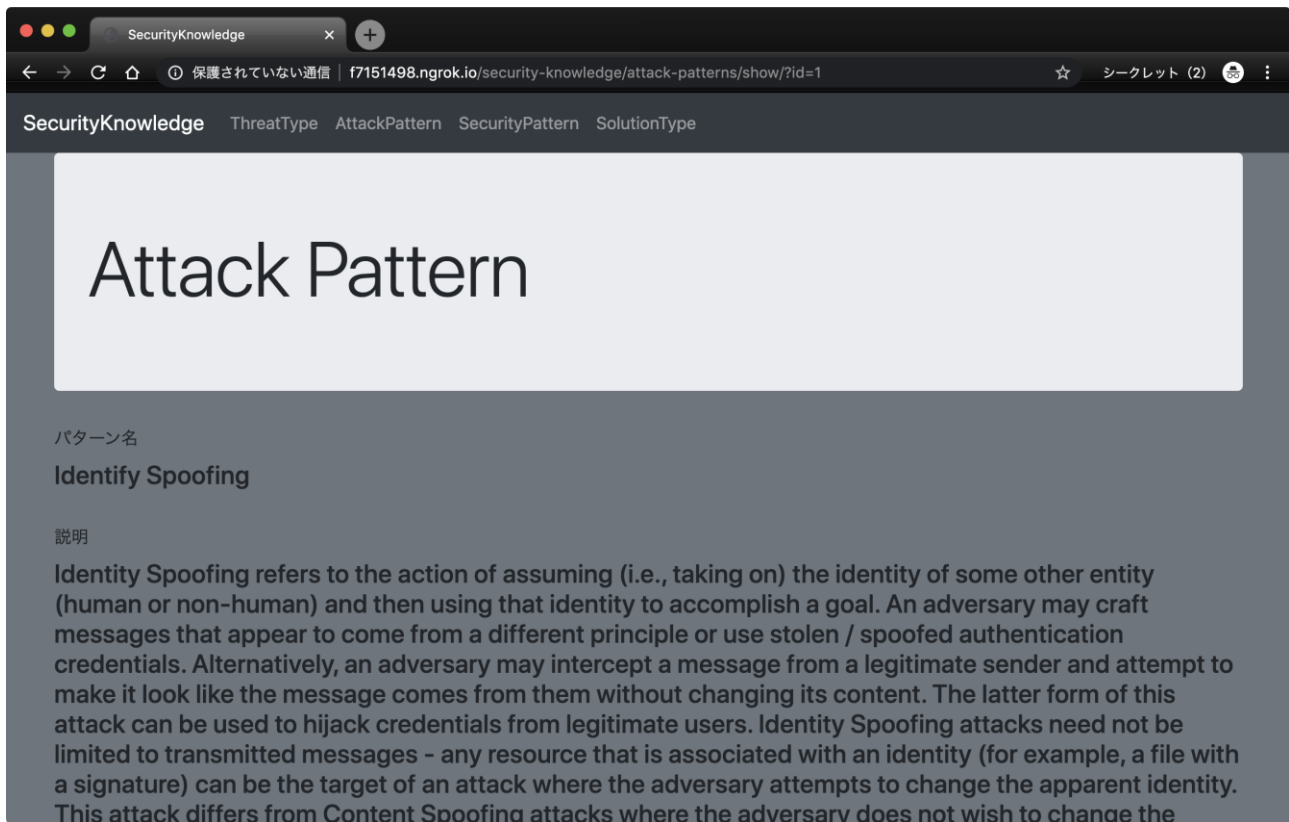 SecurityKnowledge
保護されていない通信 f7151498.ngrok.io/security-knowledge/attack-patterns/show/?id=1 シークレット (2)
SecurityKnowledge ThreatType AttackPattern SecurityPattern SolutionType
Attack Pattern
パターン名
Identify Spoofing
説明
Identity Spoofing refers to the action of assuming (i.e., taking on) the identity of some other entity
(human or non-human) and then using that identity to accomplish a goal. An adversary may craft
messages that appear to come from a different principle or use stolen / spoofed authentication
credentials. Alternatively, an adversary may intercept a message from a legitimate sender and attempt to
make it look like the message comes from them without changing its content. The latter form of this
attack can be used to hijack credentials from legitimate users. Identity Spoofing attacks need not be
limited to transmitted messages - any resource that is associated with an identity (for example, a file with
a signature) can be the target of an attack where the adversary attempts to change the apparent identity.
This attack differs from Content Spoofing attacks where the adversary does not wish to change the